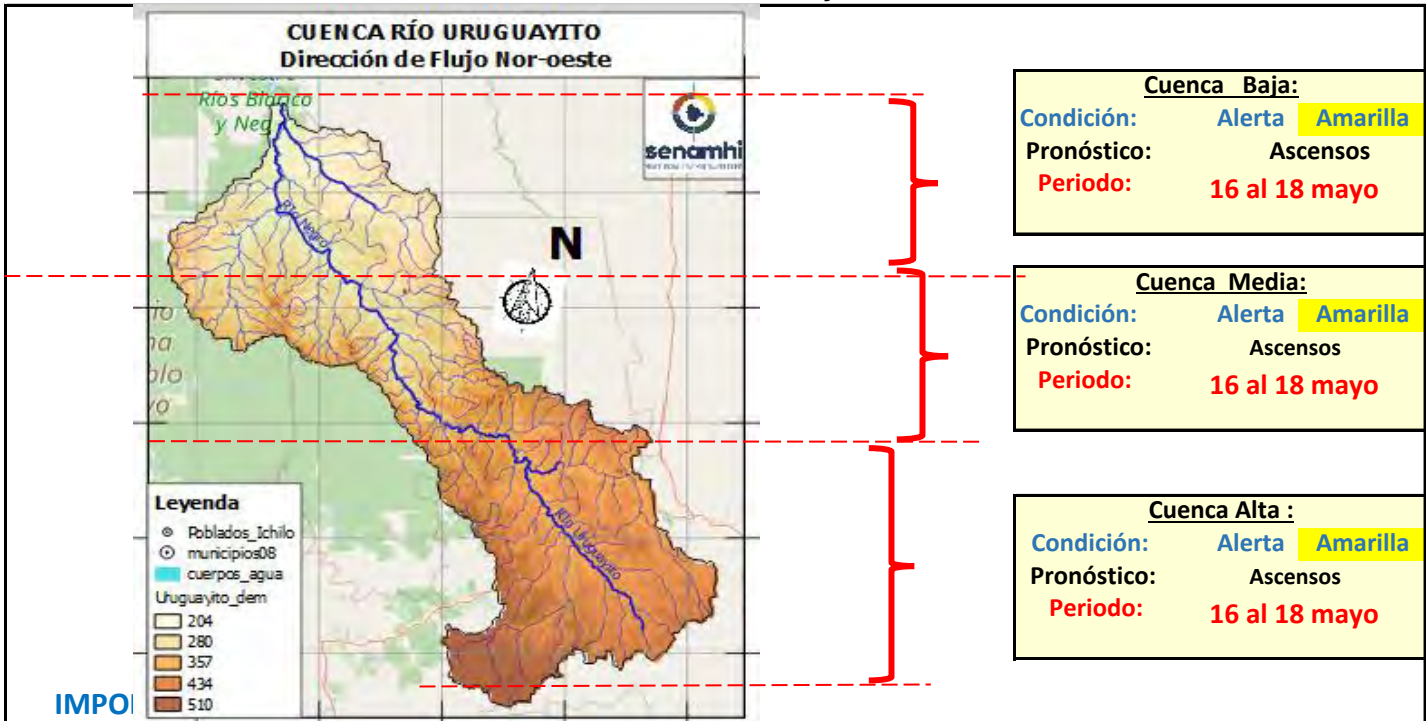 CUENCA RÍO URUGUAYITO
Dirección de Flujo Nor-oeste
Ríos Blanco
y Neg
senamhi
Río Negro
N
Río Uruguayito
Leyenda
Poblados_Ichilo
municipios08
cuerpos_agua
Uruguayito_dem
204
280
357
434
510
IMPO
Cuenca Baja:
Condición: Alerta Amarilla
Pronóstico: Ascensos
Periodo: 16 al 18 mayo
Cuenca Media:
Condición: Alerta Amarilla
Pronóstico: Ascensos
Periodo: 16 al 18 mayo
Cuenca Alta :
Condición: Alerta Amarilla
Pronóstico: Ascensos
Periodo: 16 al 18 mayo